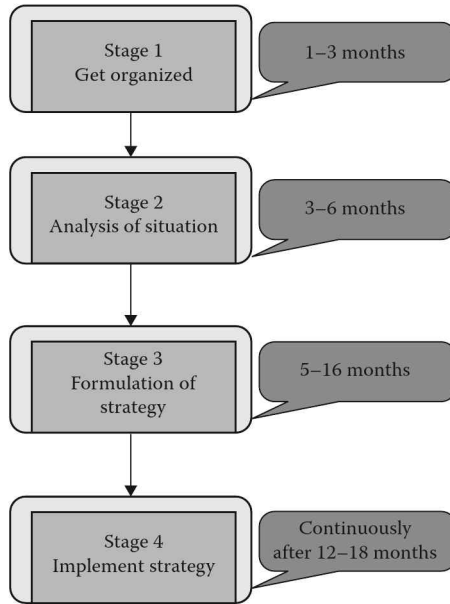 Stage 1
Get organized
1–3 months
Stage 2
Analysis of situation
3–6 months
Stage 3
Formulation of
strategy
5–16 months
Stage 4
Implement strategy
Continuously
after 12–18 months